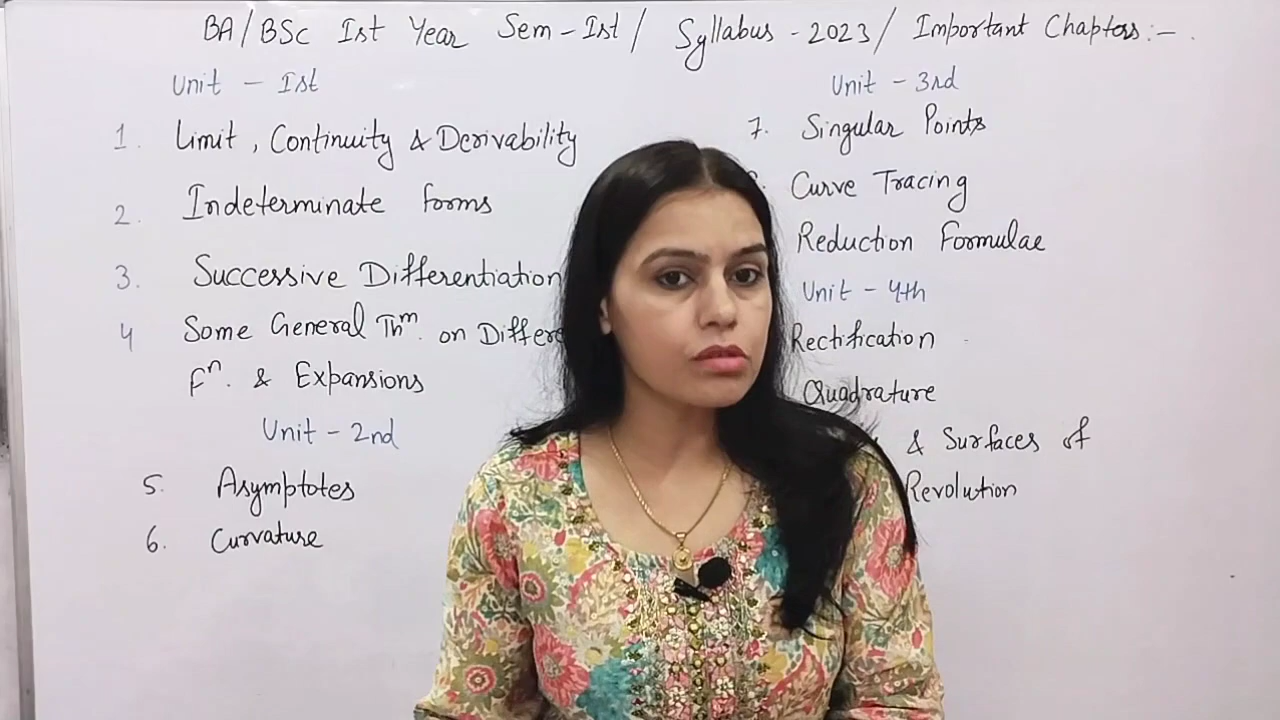 BA/BSc Ist Year Sem-Ist/ Syllabus - 2023/ Important Chapters:-
Unit - Ist
1. Limit, Continuity & Derivability
2. Indeterminate forms
3. Successive Differentiation
4 Some General Thm. on Differe
Fn. & Expansions
Unit - 2nd
5. Asymptotes
6. Curvature
Unit - 3rd
7. Singular Points
Curve Tracing
Reduction Formulae
Unit - 4th
Rectification
Quadrature
& Surfaces of
Revolution